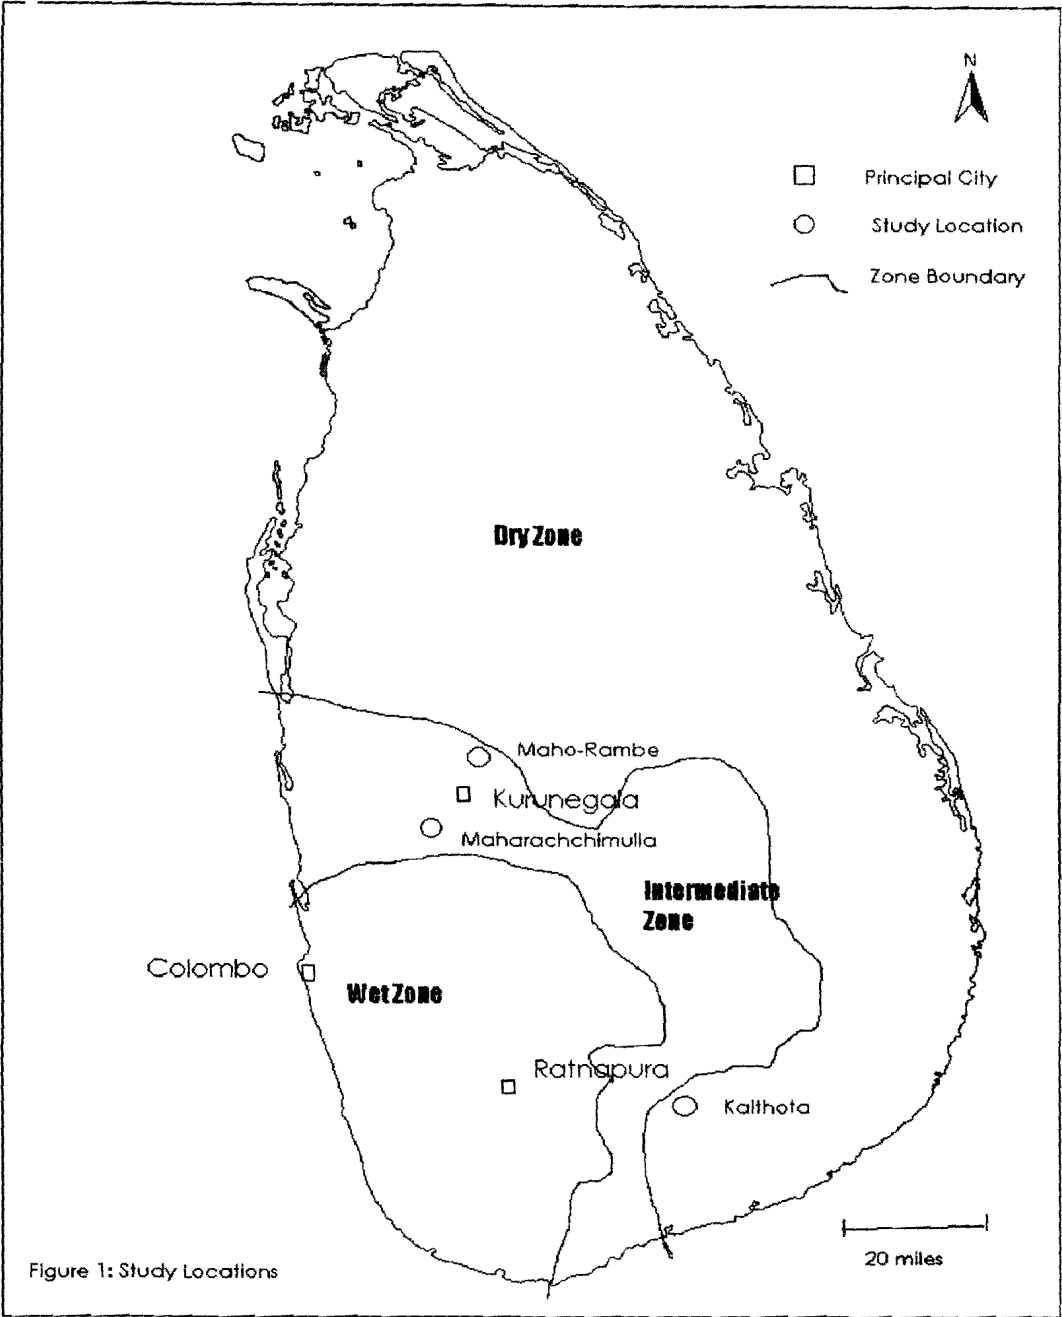 N
Principal City
Study Location
Zone Boundary
Dry Zone
Maho-Rambe
Kurunegala
Maharachchimulla
Intermediate
Zone
Colombo
Wet Zone
Ratnapura
Kalthota
20 miles
Figure 1: Study Locations